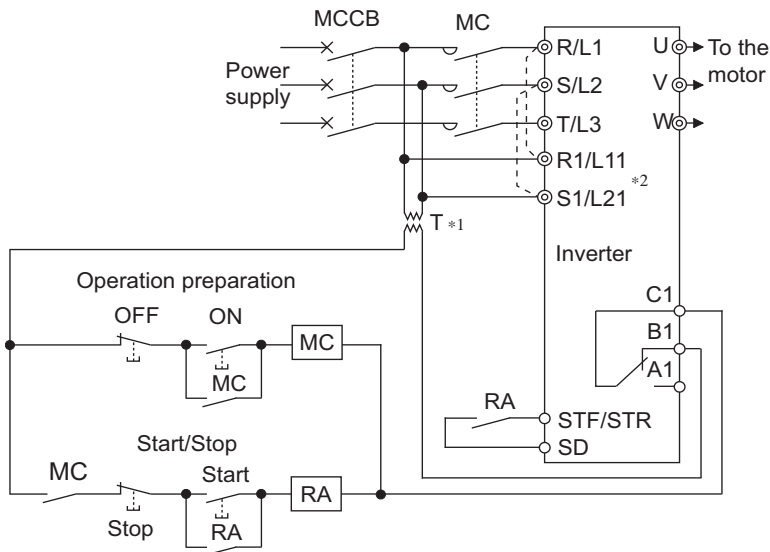 MCCB
MC
R/L1
U
To the
motor
Power
supply
S/L2
V
T/L3
W
R1/L11
*2
S1/L21
T *1
Inverter
Operation preparation
OFF
ON
MC
MC
C1
B1
A1
RA
STF/STR
SD
Start/Stop
MC
Start
RA
Stop
RA